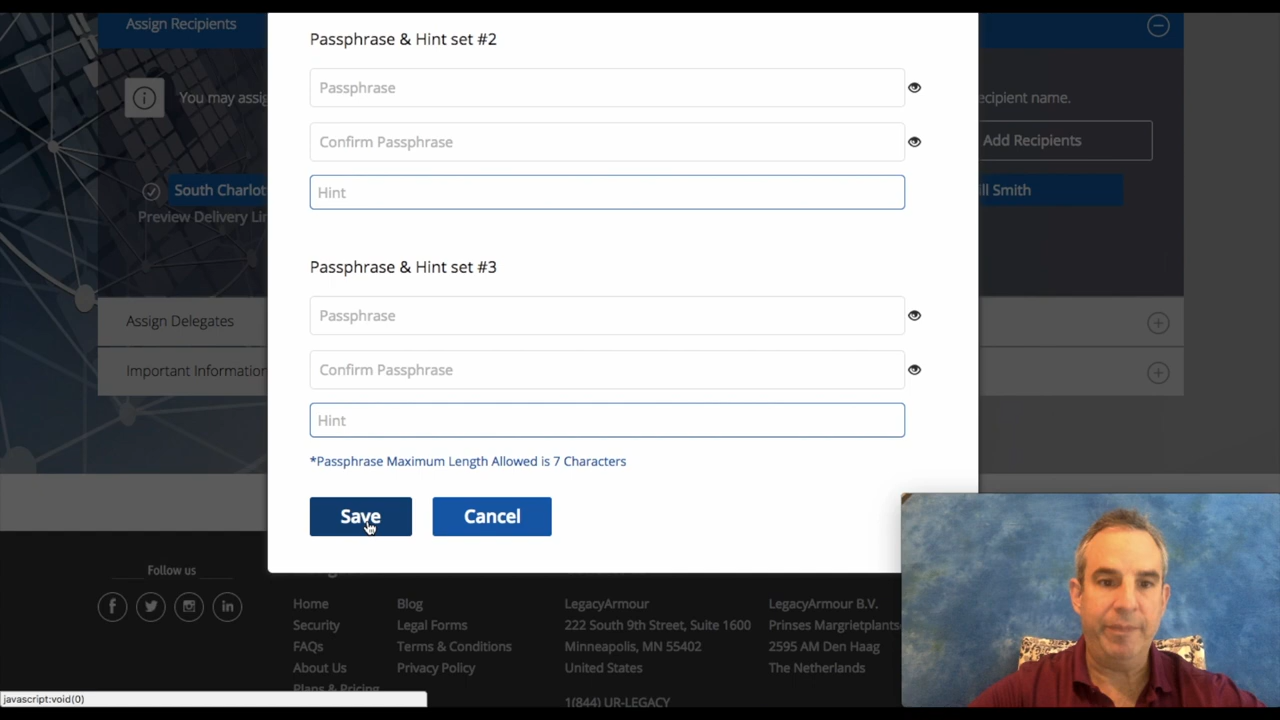 Assign Recipients
Passphrase & Hint set #2
You may assig
ecipient name.
Passphrase
Confirm Passphrase
Add Recipients
South Charlot
Hint
ill Smith
Preview Delivery Lin
Passphrase & Hint set #3
Passphrase
Assign Delegates
Confirm Passphrase
Important Information
Hint
*Passphrase Maximum Length Allowed is 7 Characters
Save
Cancel
Follow us
Home
Security
FAQs
About Us
Plans & Pricing
Blog
Legal Forms
Terms & Conditions
Privacy Policy
LegacyArmour
222 South 9th Street, Suite 1600
Minneapolis, MN 55402
United States
1(844) UR-LEGACY
LegacyArmour B.V.
Prinses Margrietplants
2595 AM Den Haag
The Netherlands
javascript:void(0)